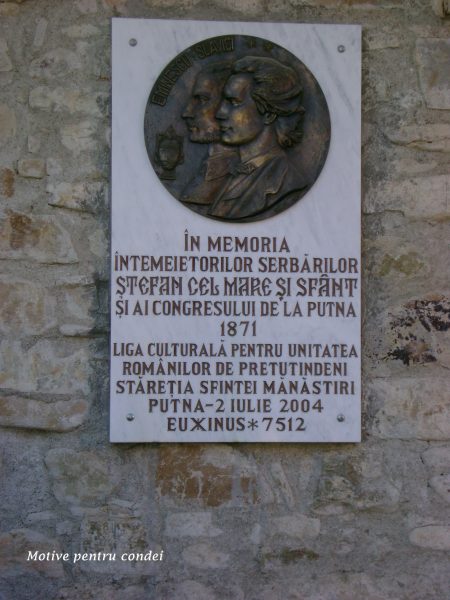 EMINESCU SLAVICI
ÎN MEMORIA
ÎNTEMEIETORILOR SERBĂRILOR
ŞTEFAN CEL MARE ŞI SFÂNT
ŞI AI CONGRESULUI DE LA PUTNA
1871
LIGA CULTURALĂ PENTRU UNITATEA
ROMÂNILOR DE PRETUTINDENI
STĂREŢIA SFINTEI MĂNĂSTIRI
PUTNA-2 IULIE 2004
EUЖINUS*7512
Motive pentru condei